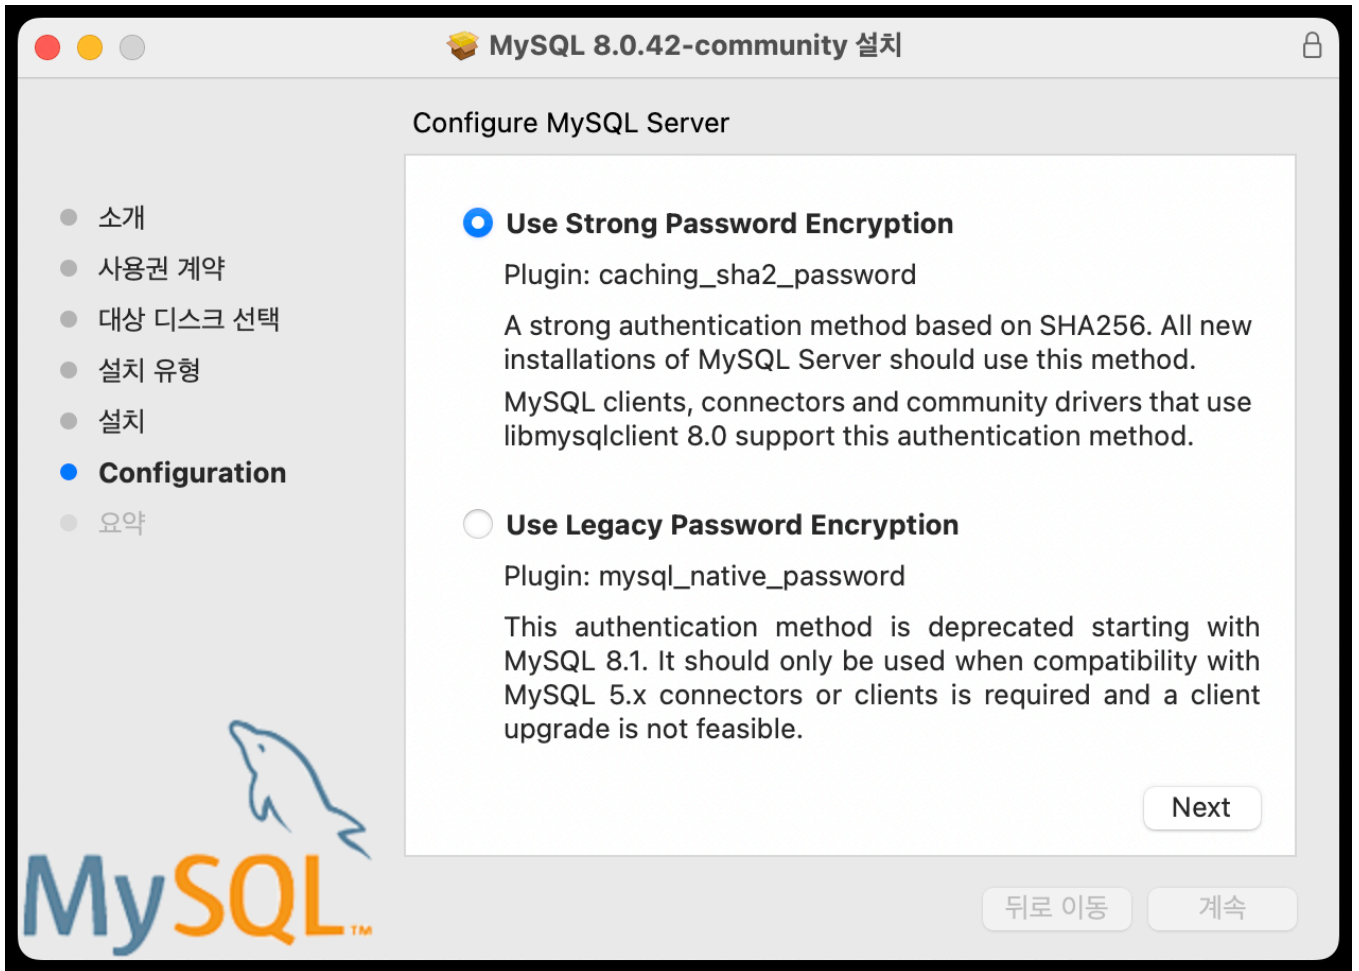 MySQL 8.0.42-community 설치
Configure MySQL Server
소개
사용권 계약
대상 디스크 선택
설치 유형
설치
Configuration
요약
Use Strong Password Encryption
Plugin: caching_sha2_password
A strong authentication method based on SHA256. All new
installations of MySQL Server should use this method.
MySQL clients, connectors and community drivers that use
libmysqlclient 8.0 support this authentication method.
Use Legacy Password Encryption
Plugin: mysql_native_password
This authentication method is deprecated starting with
MySQL 8.1. It should only be used when compatibility with
MySQL 5.x connectors or clients is required and a client
upgrade is not feasible.
Next
MySQL™
뒤로 이동
계속